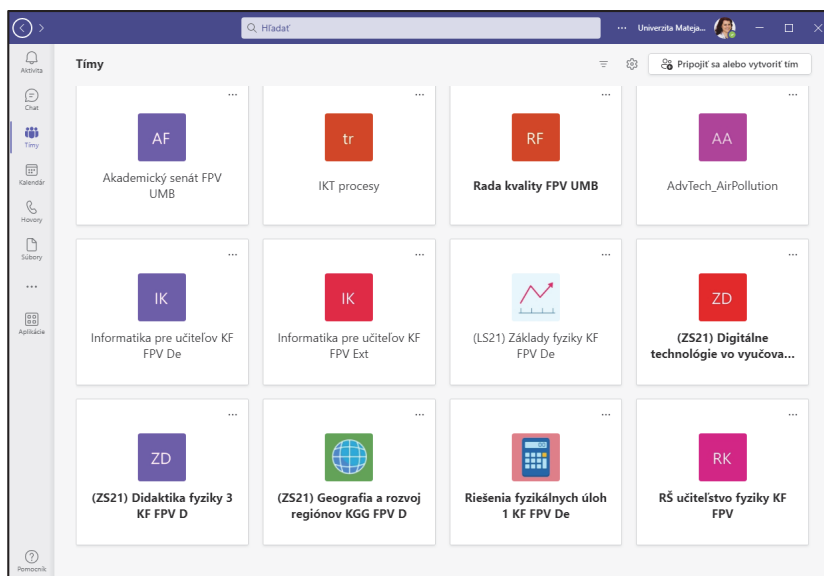 Hľadať
Univerzita Mateja...
Aktivita
Chat
Tímy
Kalendár
Hovory
Súbory
Aplikácie
Pomocník
Tímy
Pripojiť sa alebo vytvoriť tím
AF
Akademický senát FPV
UMB
tr
IKT procesy
RF
Rada kvality FPV UMB
AA
AdvTech_AirPollution
IK
Informatika pre učiteľov KF
FPV De
IK
Informatika pre učiteľov KF
FPV Ext
(LS21) Základy fyziky KF
FPV De
ZD
(ZS21) Digitálne
technológie vo vyučova...
ZD
(ZS21) Didaktika fyziky 3
KF FPV D
(ZS21) Geografia a rozvoj
regiónov KGG FPV D
Riešenia fyzikálnych úloh
1 KF FPV De
RK
RŠ učiteľstvo fyziky KF
FPV